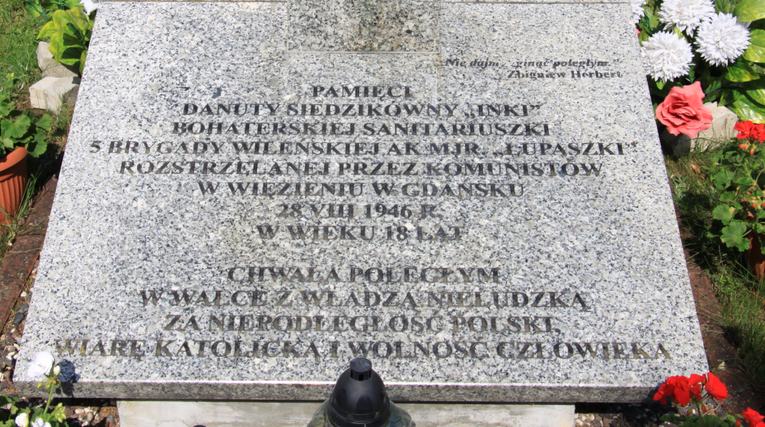 Nie dajmy „ginąć poległym."
Zbigniew Herbert
PAMIĘCI
DANUTY SIEDZIKÓWNY „INKI"
BOHATERSKIEJ SANITARIUSZKI
5 BRYGADY WILEŃSKIEJ AK MJR. „ŁUPASZKI"
ROZSTRZELANEJ PRZEZ KOMUNISTÓW
W WIĘZIENIU W GDAŃSKU
28 VIII 1946 R.
W WIEKU 18 LAT
CHWAŁA POLEGŁYM
W WALCE Z WŁADZĄ NIELUDZKĄ
ZA NIEPODLEGŁOŚĆ POLSKI,
WIARĘ KATOLICKĄ I WOLNOŚĆ CZŁOWIEKA